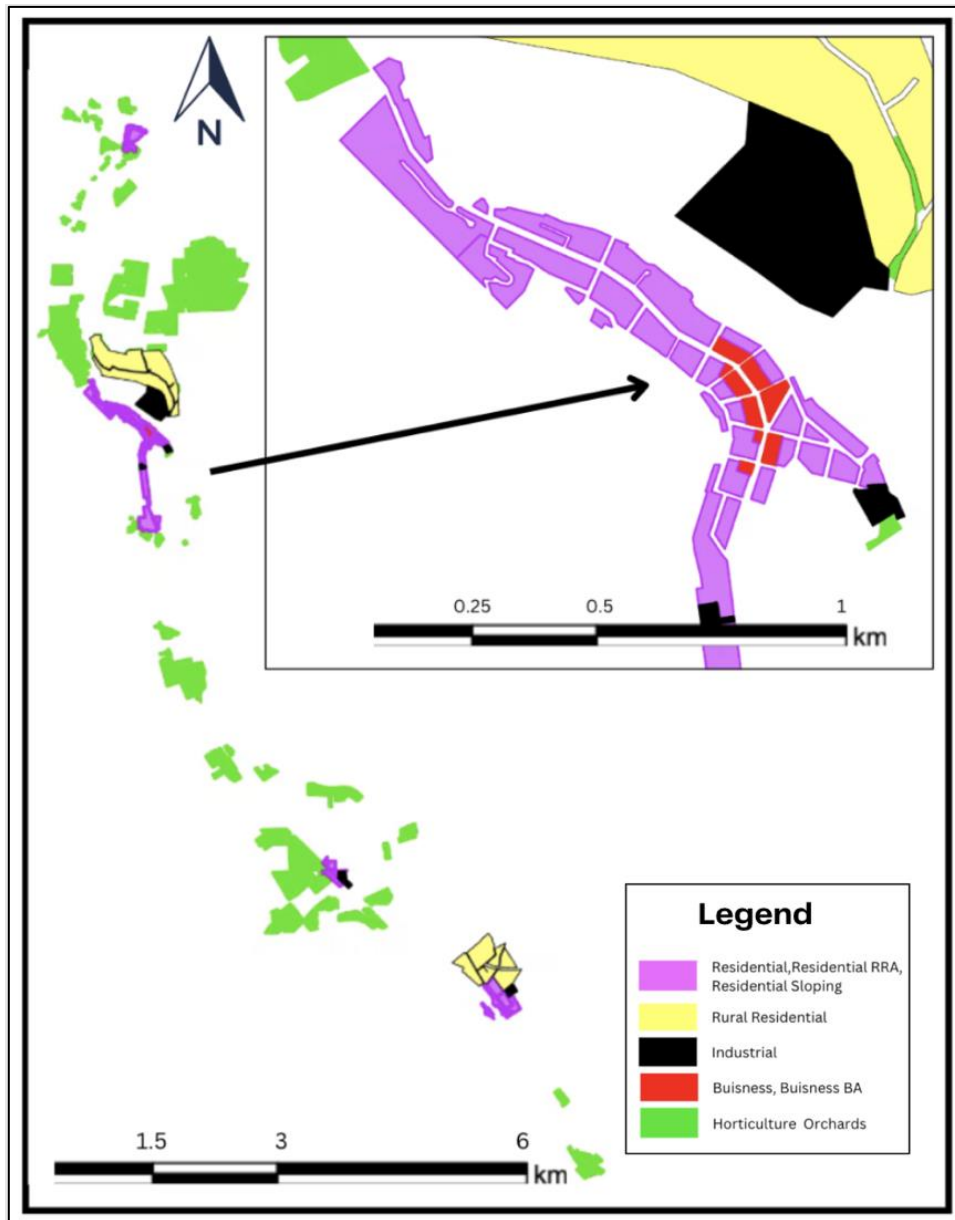 N
0.25 0.5 1
km
Legend
Residential,Residential RRA,
Residential Sloping
Rural Residential
Industrial
Buisness, Buisness BA
Horticulture Orchards
1.5 3 6
km